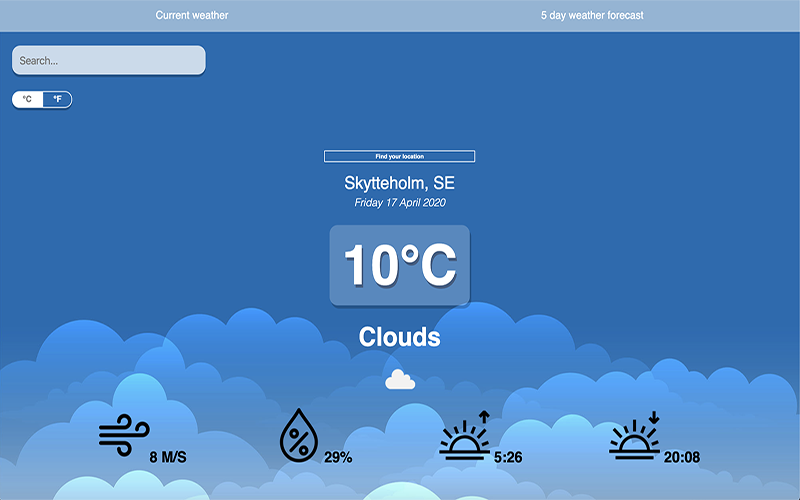 Current weather
5 day weather forecast
Search...
°C °F
Find your location
Skytteholm, SE
Friday 17 April 2020
10°C
Clouds
8 M/S
29%
5:26
20:08